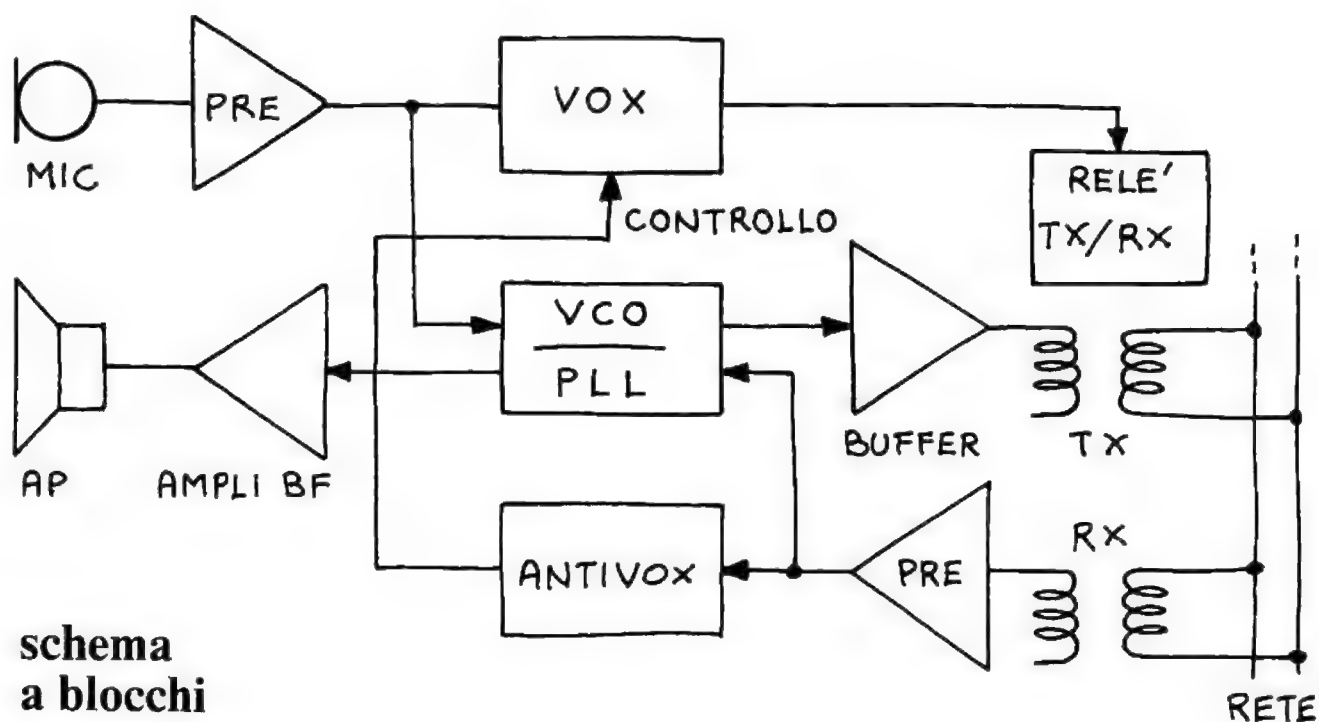 PRE
VOX
MIC
RELE'
TX/RX
CONTROLLO
VCO
PLL
BUFFER
TX
AP
AMPLI BF
ANTIVOX
PRE
RX
schema
a blocchi
RETE